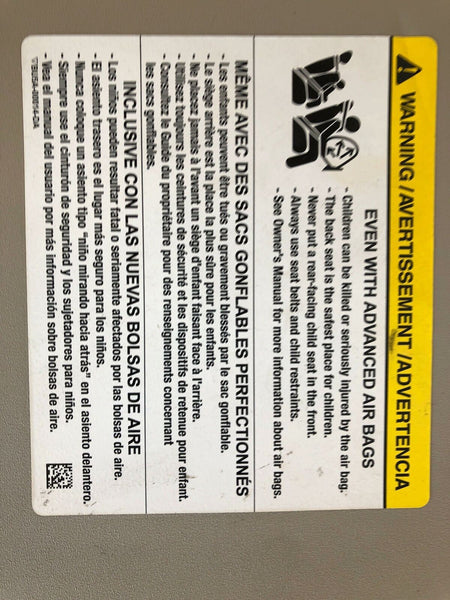 WARNING /AVERTISSEMENT /ADVERTENCIA
EVEN WITH ADVANCED AIR BAGS
- Children can be killed or seriously injured by the air bag.
- The back seat is the safest place for children.
- Never put a rear-facing child seat in the front.
- Always use seat belts and child restraints.
- See Owner's Manual for more information about air bags.
MÊME AVEC DES SACS GONFLABLES PERFECTIONNÉS
- Les enfants peuvent être tués ou gravement blessés par le sac gonflable.
- Le siège arrière est la place la plus sûre pour les enfants.
- Ne placez jamais à l'avant un siège d'enfant faisant face à l'arrière.
- Utilisez toujours les ceintures de sécurité et les dispositifs de retenue pour enfant.
- Consultez le Guide du propriétaire pour des renseignements concernant
les sacs gonflables.
INCLUSIVE CON LAS NUEVAS BOLSAS DE AIRE
- Los niños pueden resultar fatal o seriamente afectados por las bolsas de aire.
- El asiento trasero es el lugar más seguro para los niños.
- Nunca coloque un asiento tipo "niño mirando hacia atrás" en el asiento delantero.
- Siempre use el cinturón de seguridad y los sujetadores para niños.
- Vea el manual del usuario por más información sobre bolsas de aire.